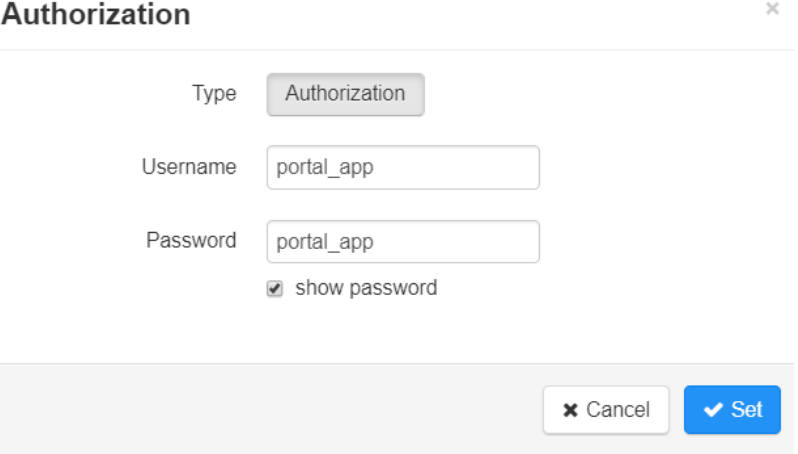 Authorization
×
Type
Authorization
Username
portal_app
Password
portal_app
show password
Cancel
Set